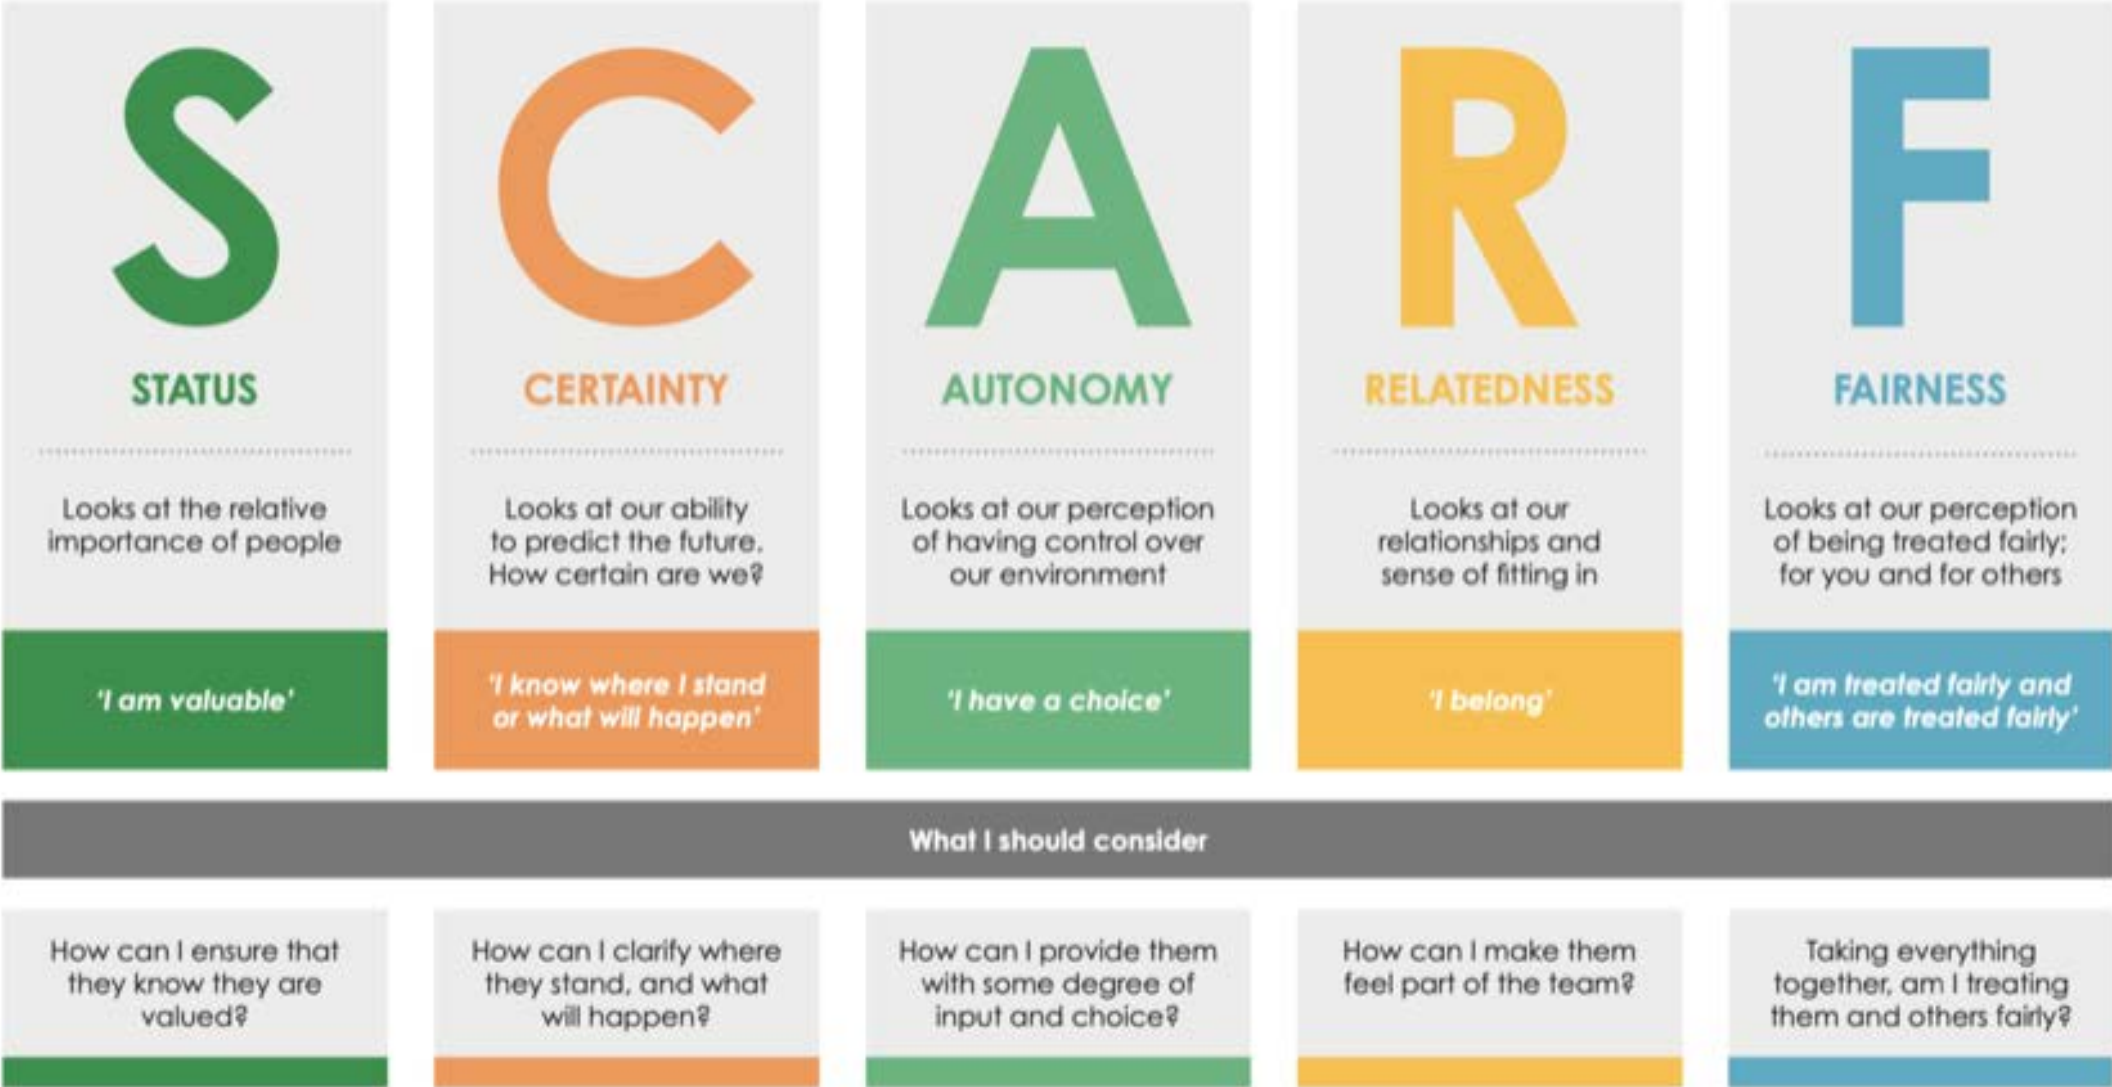 S
STATUS
Looks at the relative
importance of people
'I am valuable'
C
CERTAINTY
Looks at our ability
to predict the future.
How certain are we?
'I know where I stand
or what will happen'
A
AUTONOMY
Looks at our perception
of having control over
our environment
'I have a choice'
R
RELATEDNESS
Looks at our
relationships and
sense of fitting in
'I belong'
F
FAIRNESS
Looks at our perception
of being treated fairly;
for you and for others
'I am treated fairly and
others are treated fairly'
What I should consider
How can I ensure that
they know they are
valued?
How can I clarify where
they stand, and what
will happen?
How can I provide them
with some degree of
input and choice?
How can I make them
feel part of the team?
Taking everything
together, am I treating
them and others fairly?